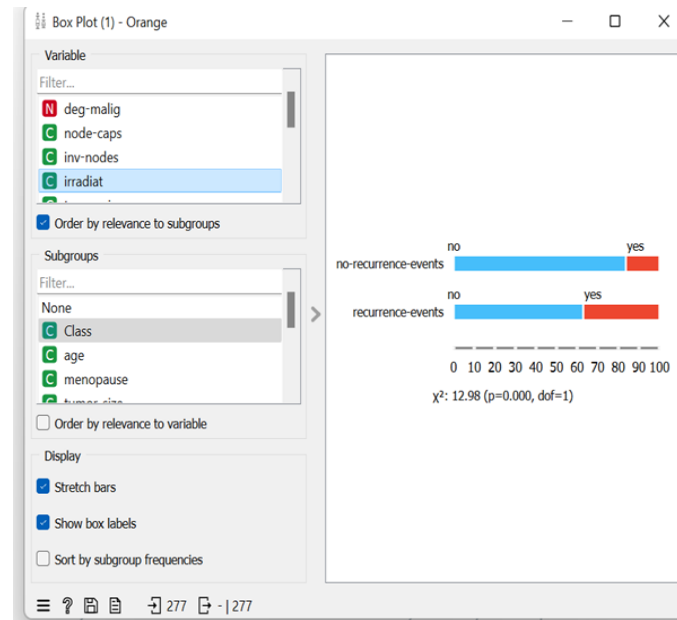 Box Plot (1) - Orange
Variable
Filter...
N deg-malig
C node-caps
C inv-nodes
C irradiat
Order by relevance to subgroups
Subgroups
Filter...
None
C Class
C age
C menopause
C tumor-size
Order by relevance to variable
Display
Stretch bars
Show box labels
Sort by subgroup frequencies
? 277 - | 277
no yes
no-recurrence-events
no yes
recurrence-events
0 10 20 30 40 50 60 70 80 90 100
χ²: 12.98 (p=0.000, dof=1)